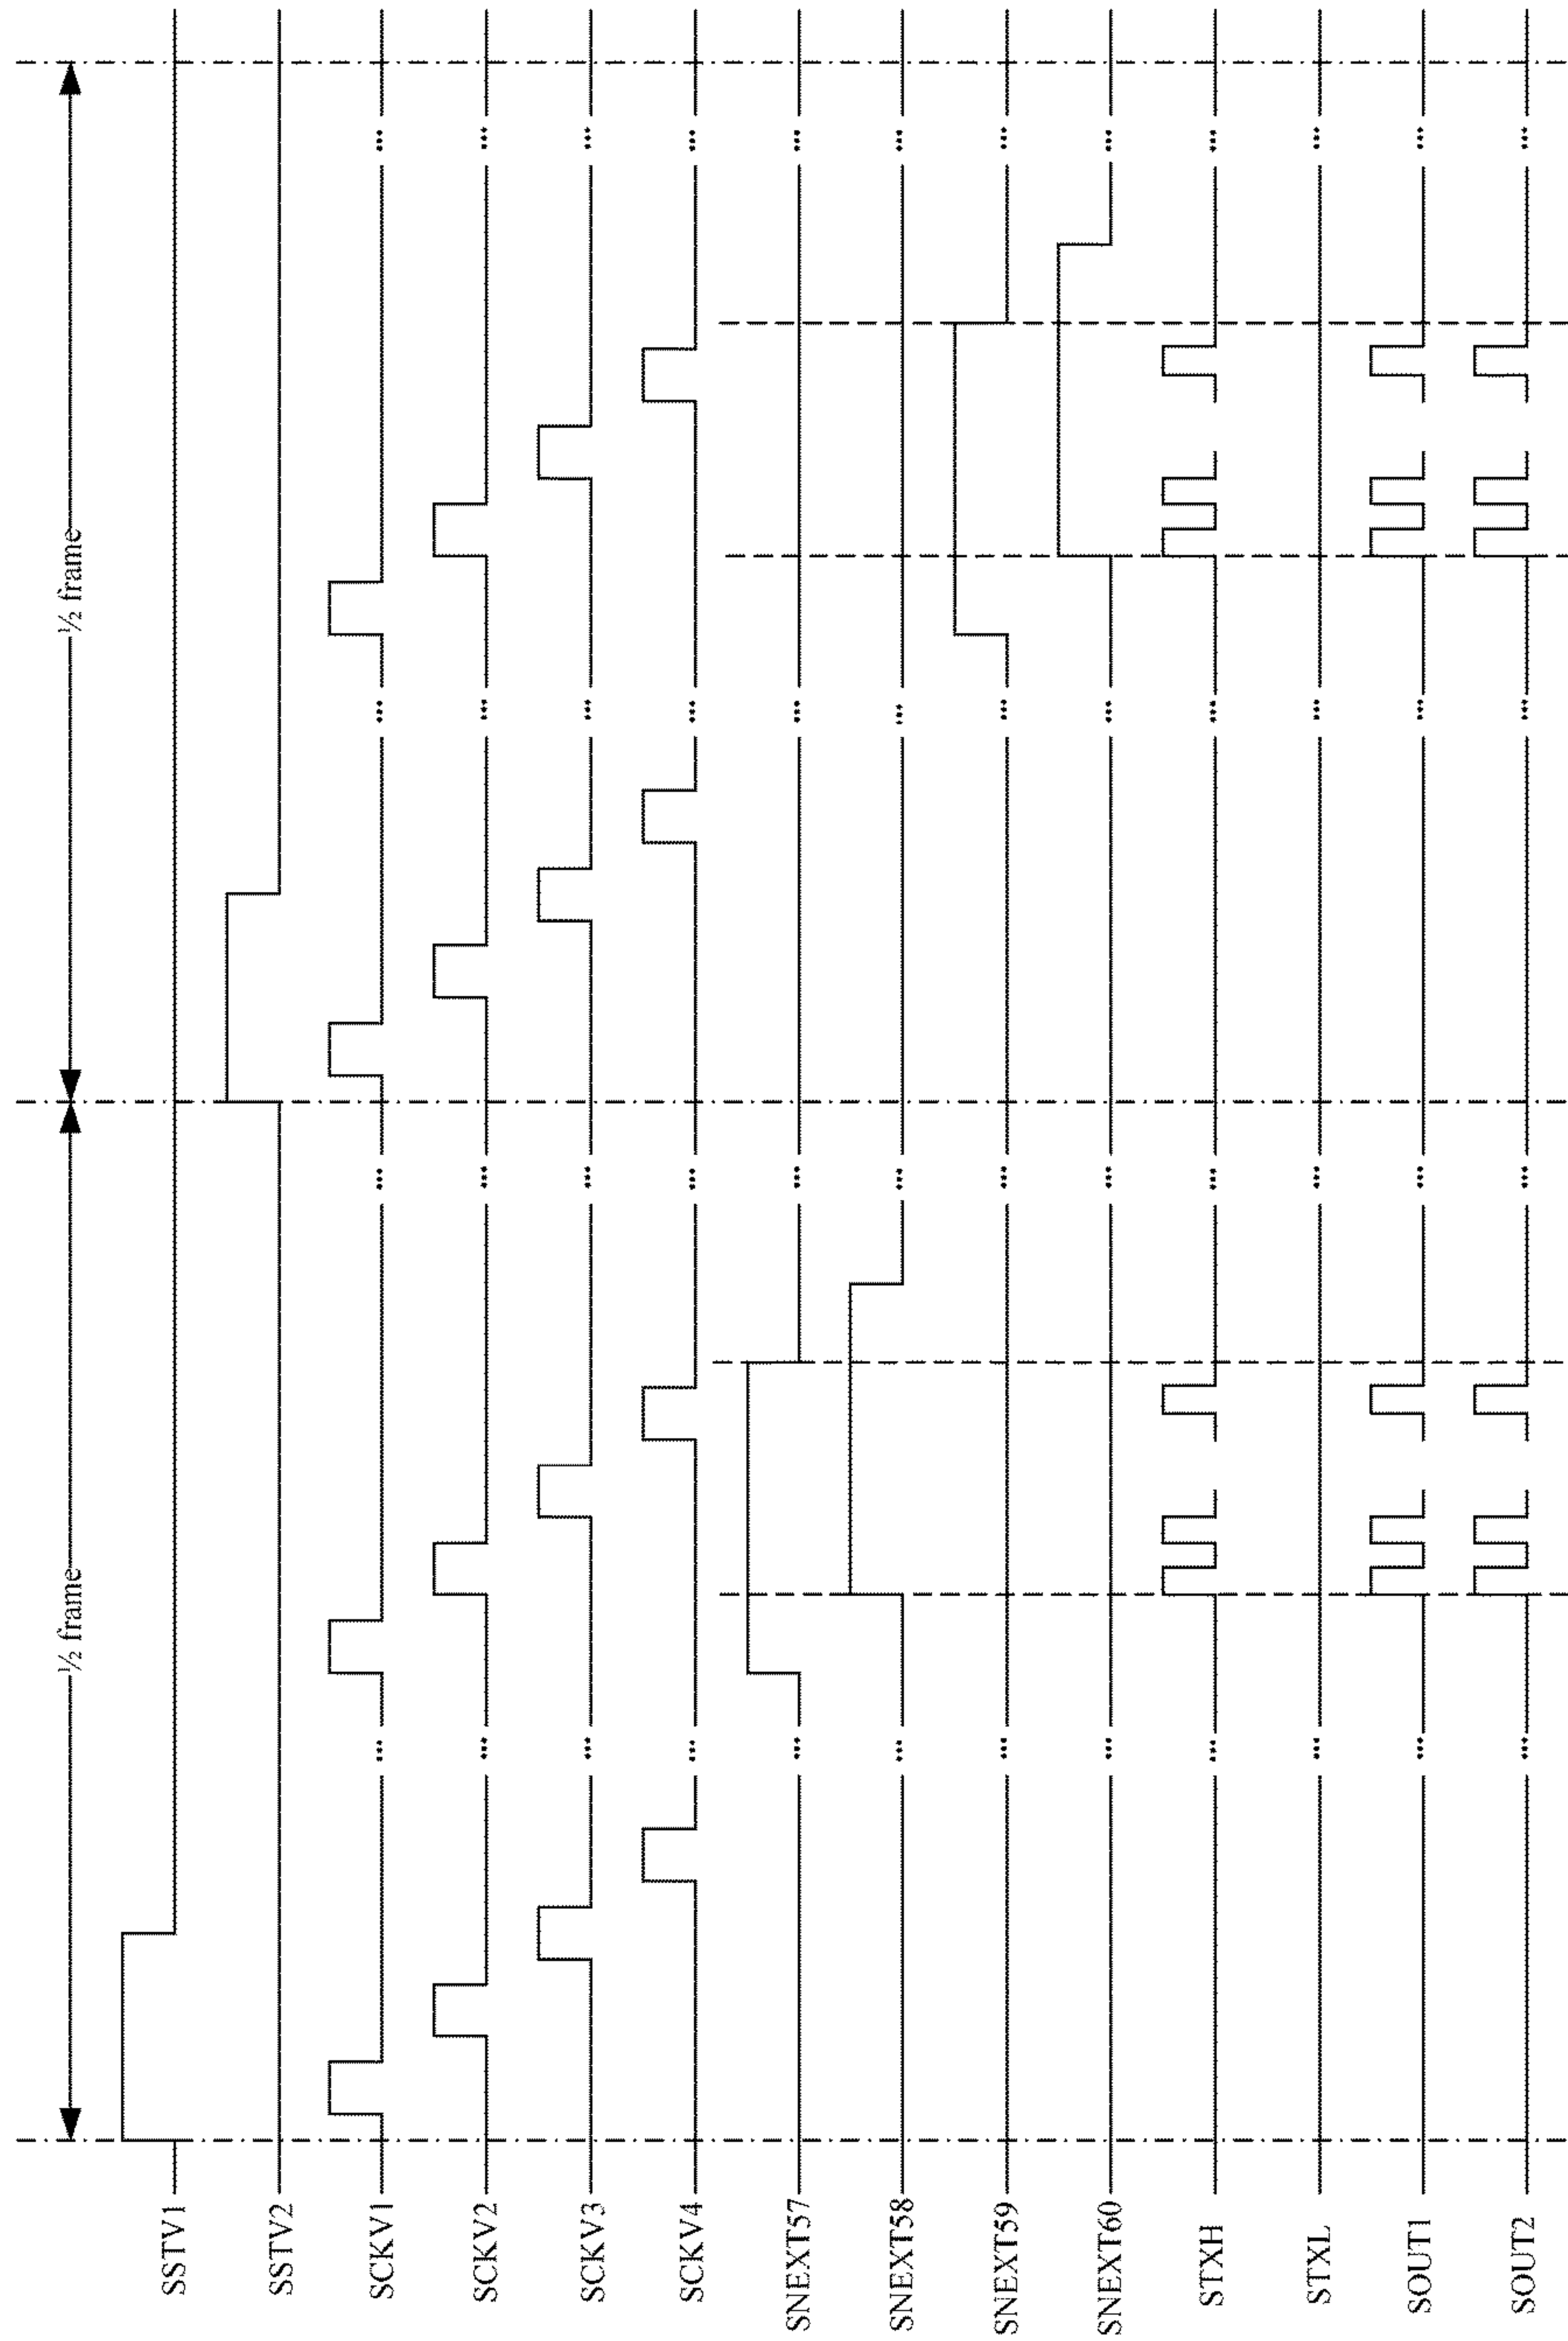 ½ frame
½ frame
SSTV1
SSTV2
SCKV1
SCKV2
SCKV3
SCKV4
SNEXT57
SNEXT58
SNEXT59
SNEXT60
STXH
STXL
SOUT1
SOUT2